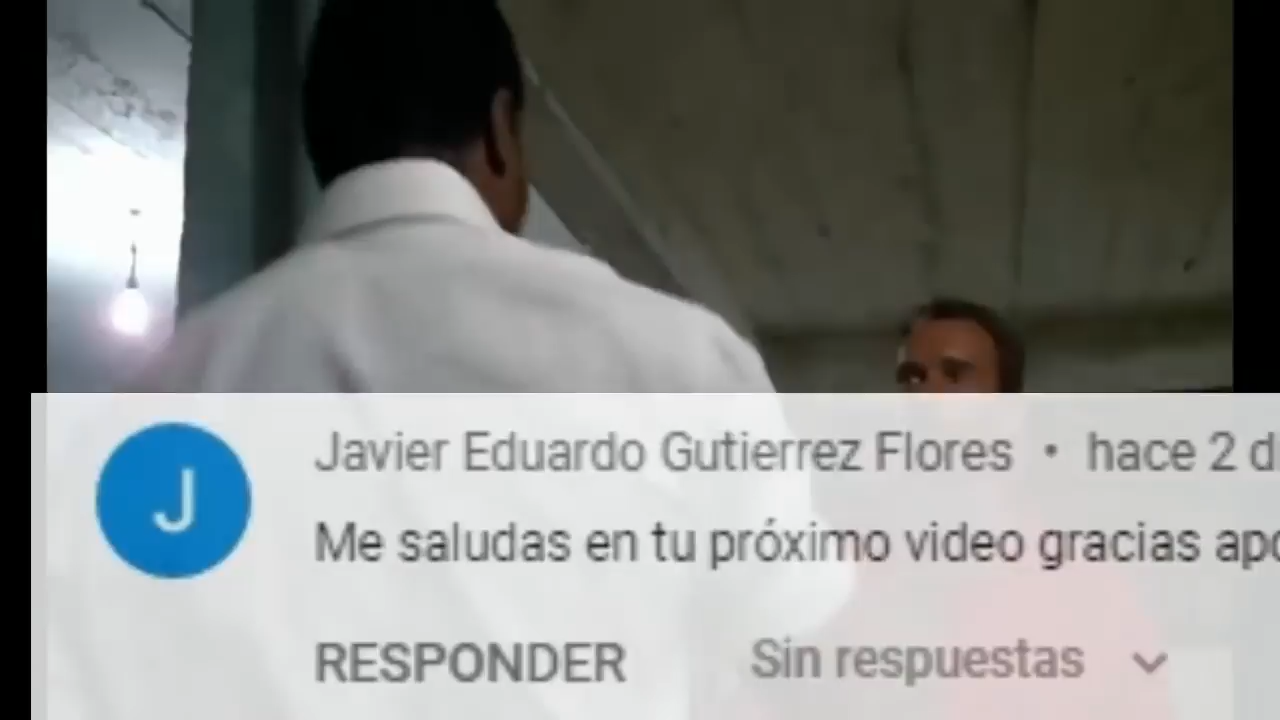 J
Javier Eduardo Gutierrez Flores • hace 2 d
Me saludas en tu próximo video gracias
RESPONDER Sin respuestas